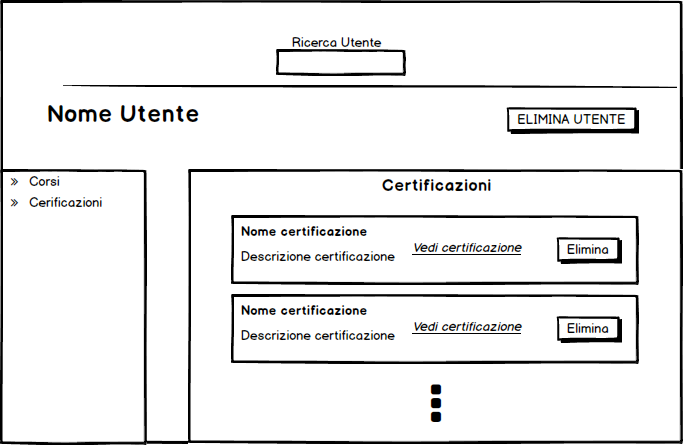 Ricerca Utente
Nome Utente
ELIMINA UTENTE
» Corsi
» Cerificazioni
Certificazioni
Nome certificazione
Descrizione certificazione
Vedi certificazione
Elimina
Nome certificazione
Descrizione certificazione
Vedi certificazione
Elimina